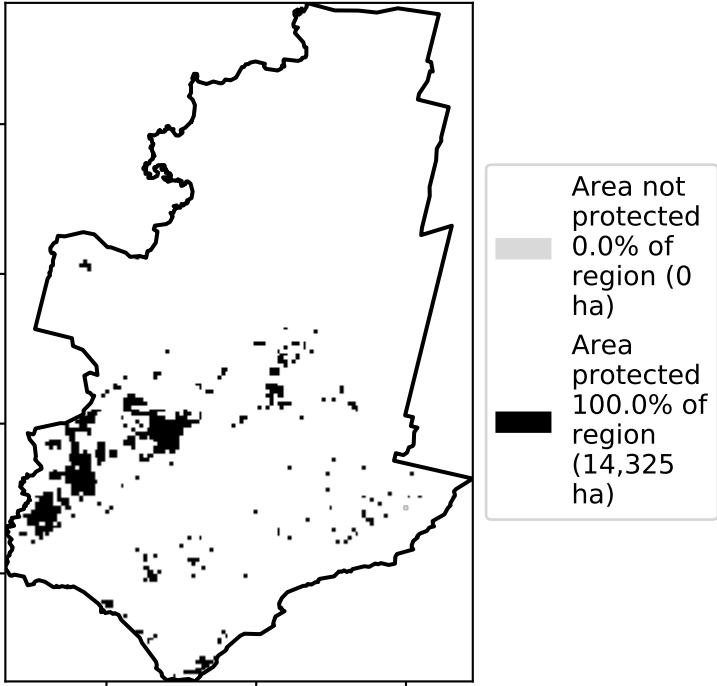 Area not
protected
0.0% of
region (0
ha)
Area
protected
100.0% of
region
(14,325
ha)